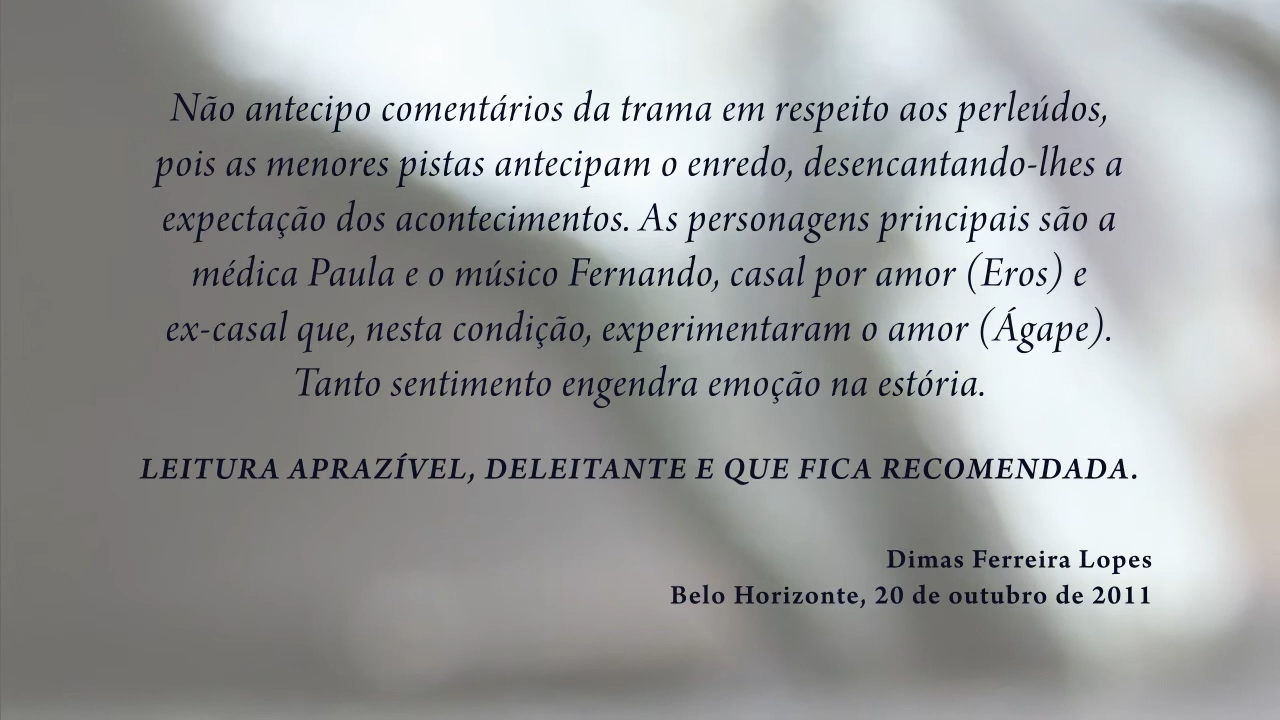 Não antecipo comentários da trama em respeito aos perleúdos,
pois as menores pistas antecipam o enredo, desencantando-lhes a
expectação dos acontecimentos. As personagens principais são a
médica Paula e o músico Fernando, casal por amor (Eros) e
ex-casal que, nesta condição, experimentaram o amor (Ágape).
Tanto sentimento engendra emoção na estória.
LEITURA APRAZÍVEL, DELEITANTE E QUE FICA RECOMENDADA.
Dimas Ferreira Lopes
Belo Horizonte, 20 de outubro de 2011